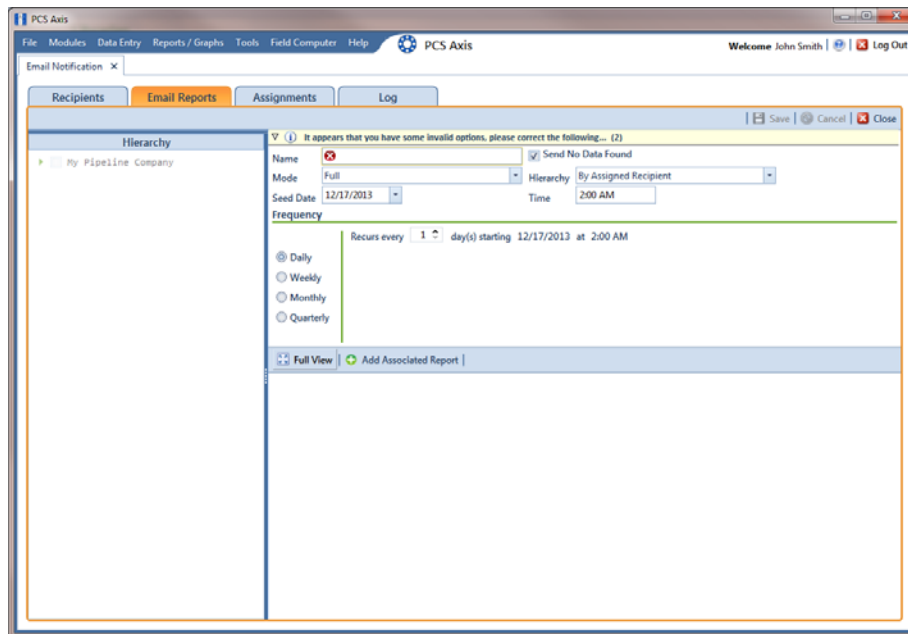 PCS Axis
File Modules Data Entry Reports / Graphs Tools Field Computer Help PCS Axis Welcome John Smith | | Log Out
Email Notification X
Recipients Email Reports Assignments Log
| Save | Cancel | Close
Hierarchy
My Pipeline Company
It appears that you have some invalid options, please correct the following... (2)
Name Send No Data Found
Mode Full Hierarchy By Assigned Recipient
Seed Date 12/17/2013 Time 2:00 AM
Frequency
Recurs every 1 day(s) starting 12/17/2013 at 2:00 AM
Daily
Weekly
Monthly
Quarterly
Full View | Add Associated Report |